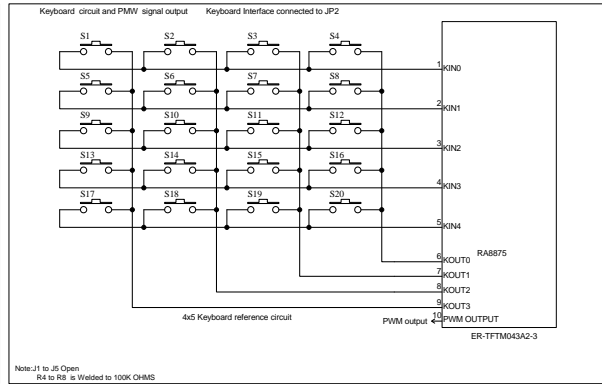 Keyboard circuit and PMW signal output Keyboard Interface connected to JP2
S1 S2 S3 S4
1 KIN0
S5 S6 S7 S8
2 KIN1
S9 S10 S11 S12
3 KIN2
S13 S14 S15 S16
4 KIN3
S17 S18 S19 S20
5 KIN4
RA8875
6 KOUT0
7 KOUT1
8 KOUT2
9 KOUT3
4x5 Keyboard reference circuit
PWM output 10 PWM OUTPUT
ER-TFTM043A2-3
Note:J1 to J5 Open
R4 to R8 is Welded to 100K OHMS